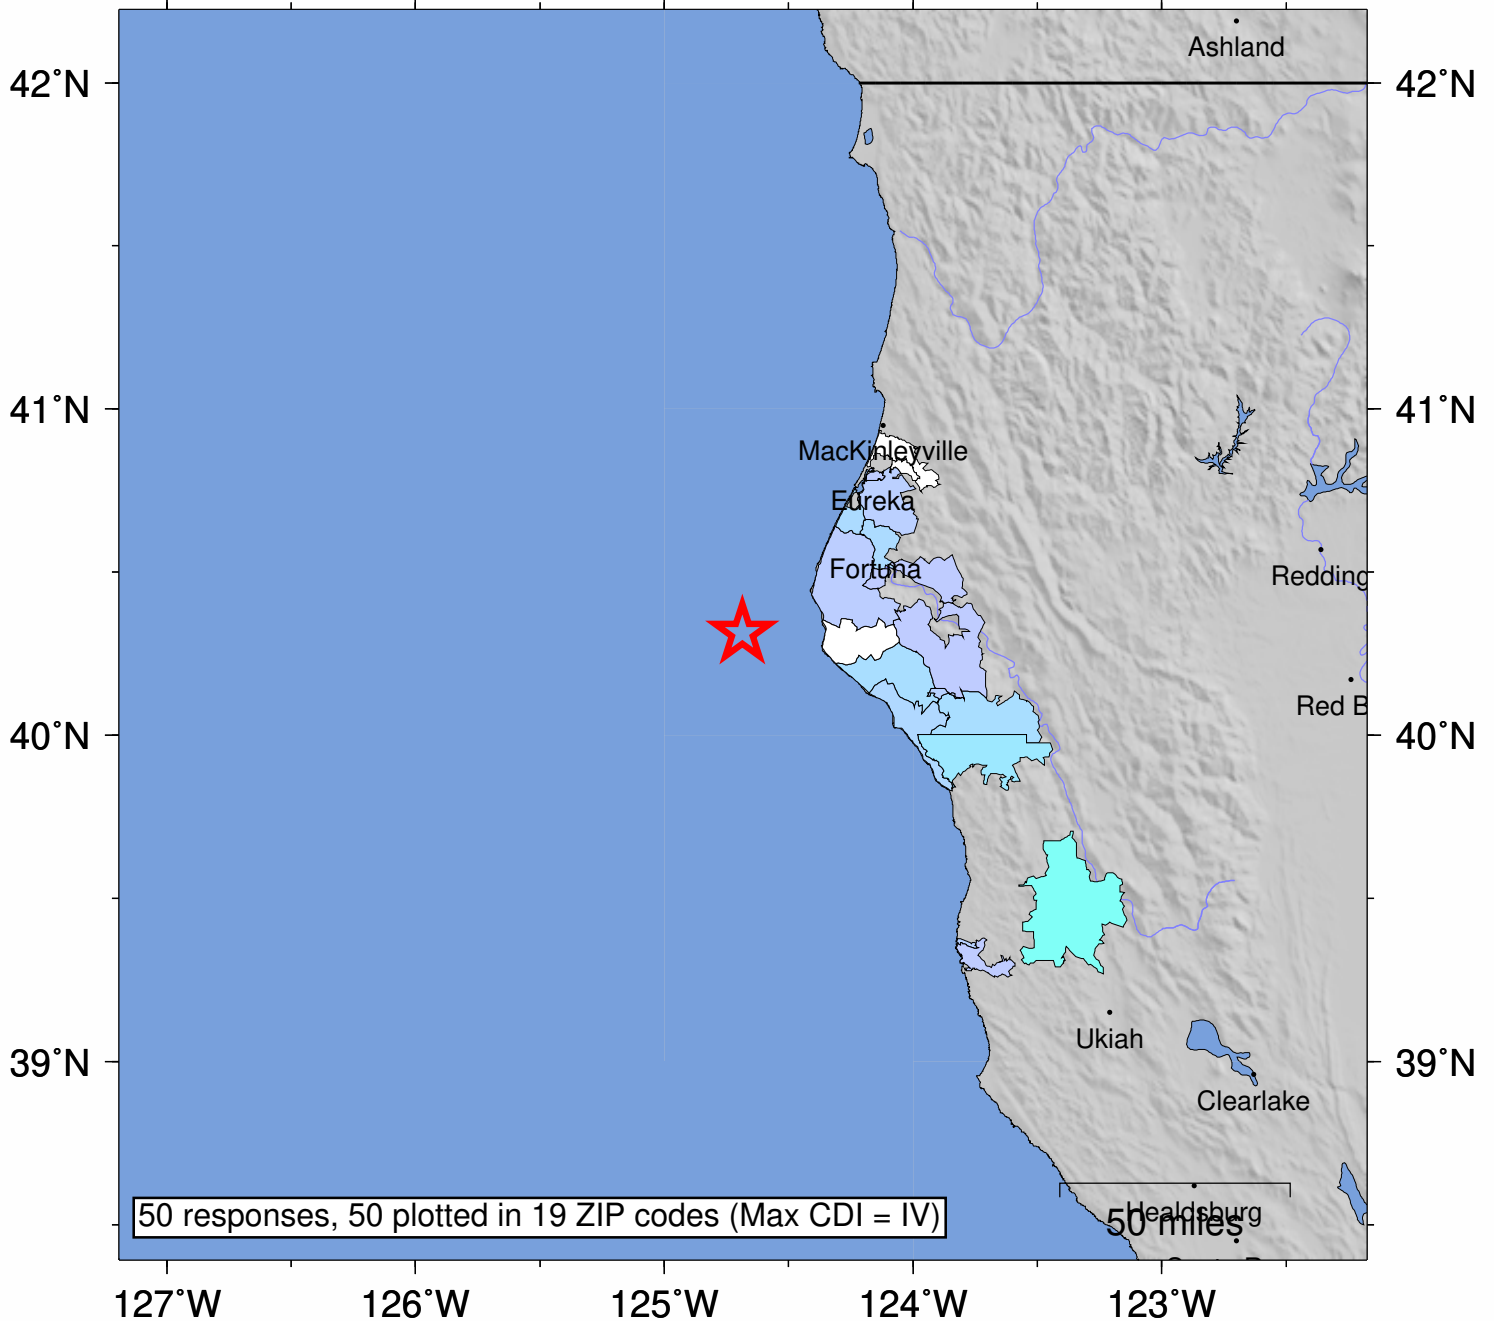 Ashland
42°N
42°N
41°N
41°N
MacKinleyville
Eureka
Fortuna
Redding
Red B
40°N
40°N
39°N
39°N
Ukiah
Clearlake
Healdsburg
50 miles
50 responses, 50 plotted in 19 ZIP codes (Max CDI = IV)
127°W
126°W
125°W
124°W
123°W